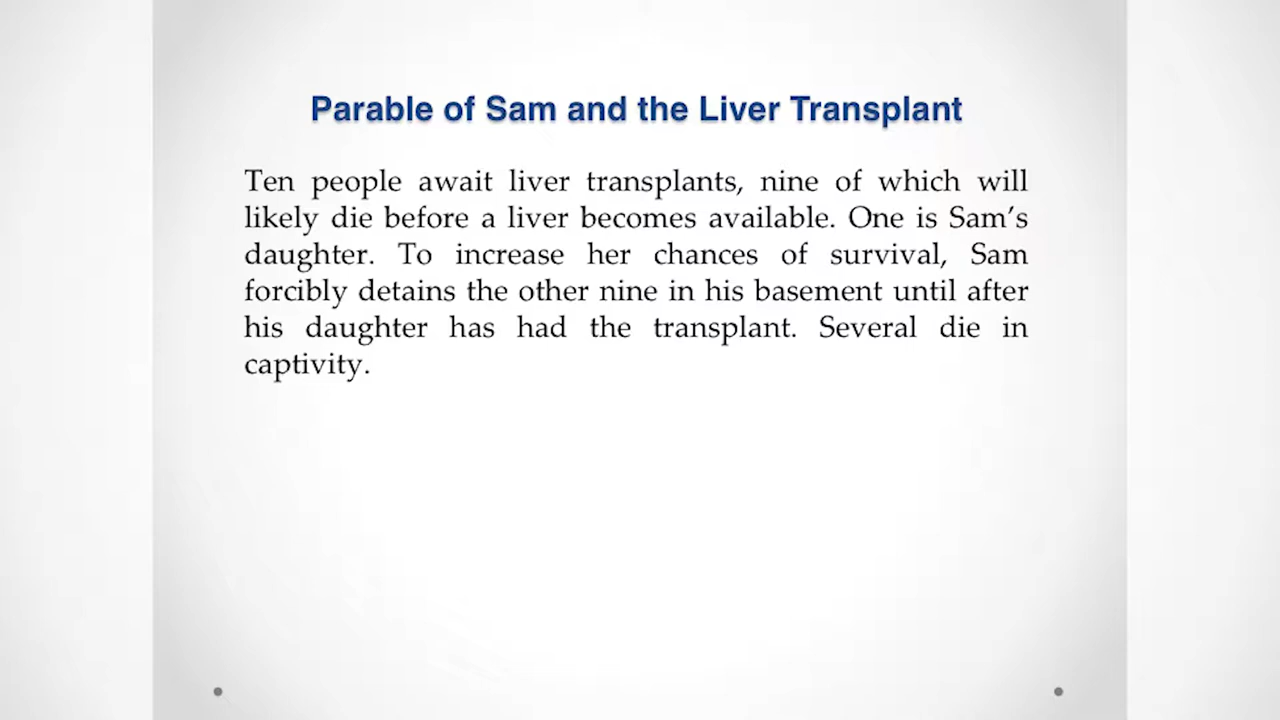 Parable of Sam and the Liver Transplant
Ten people await liver transplants, nine of which will
likely die before a liver becomes available. One is Sam’s
daughter. To increase her chances of survival, Sam
forcibly detains the other nine in his basement until after
his daughter has had the transplant. Several die in
captivity.